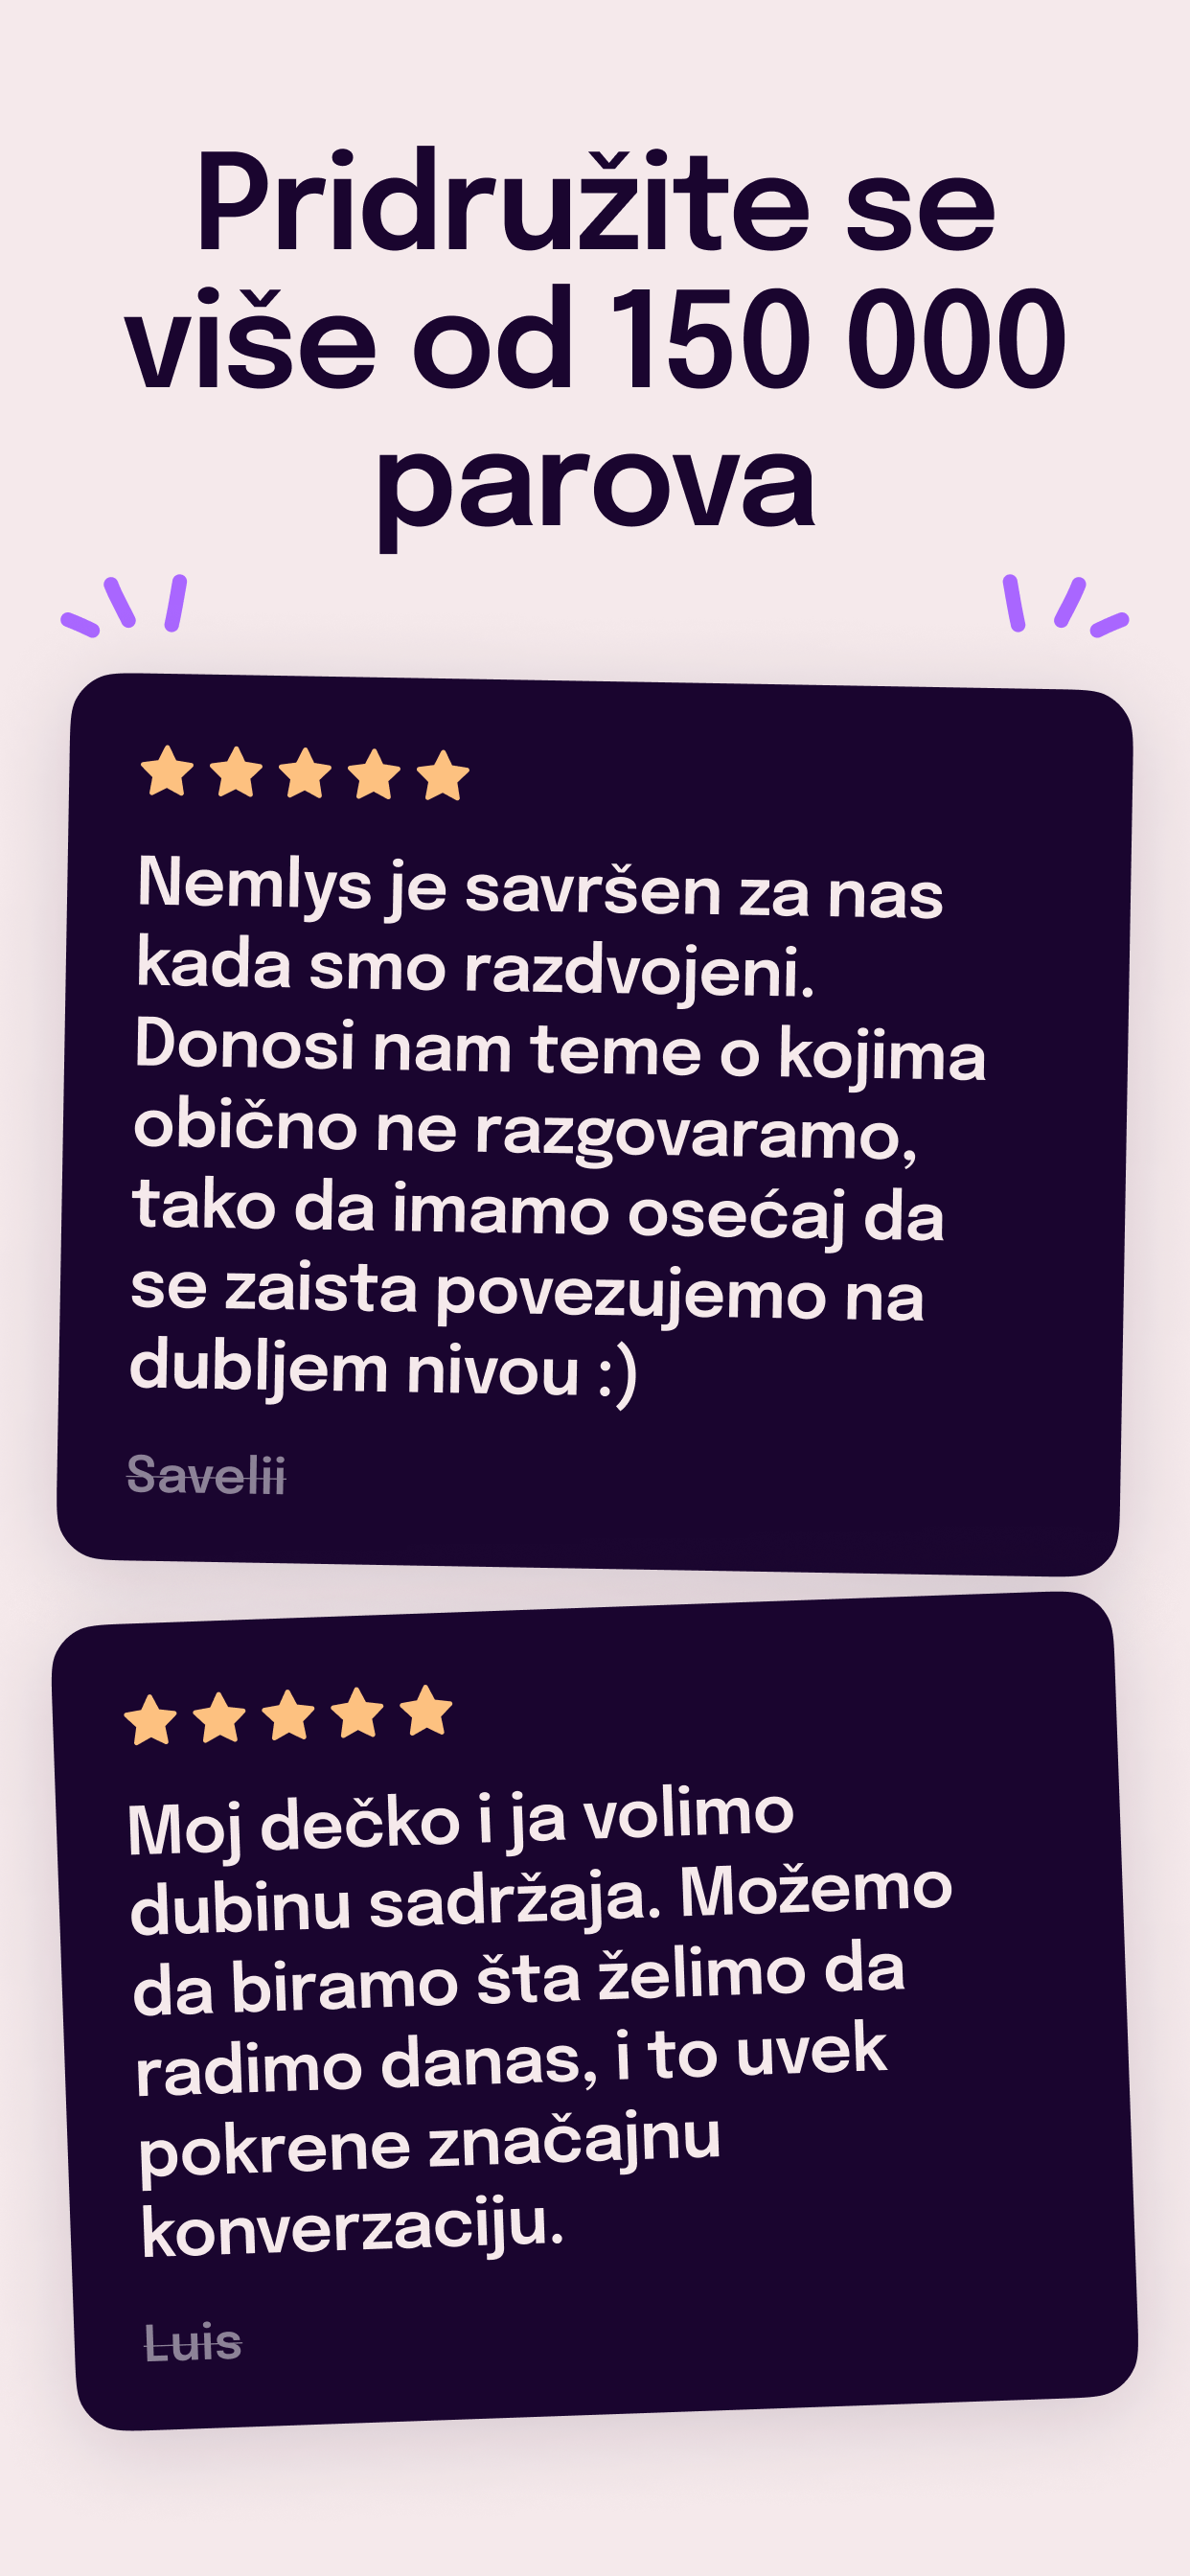 Pridružite se
više od 150 000
parova
Nemlys je savršen za nas
kada smo razdvojeni.
Donosi nam teme o kojima
obično ne razgovaramo,
tako da imamo osećaj da
se zaista povezujemo na
dubljem nivou :)
Savelii
Moj dečko i ja volimo
dubinu sadržaja. Možemo
da biramo šta želimo da
radimo danas, i to uvek
pokrene značajnu
konverzaciju.
Luis